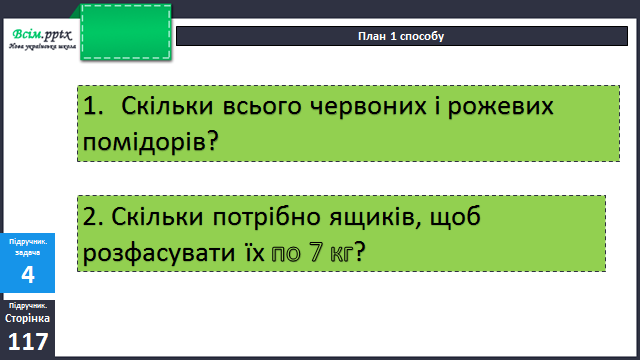 Всім.pptx
Нова українська школа
План 1 способу
1. Скільки всього червоних і рожевих
помідорів?
2. Скільки потрібно ящиків, щоб
розфасувати їх по 7 кг?
Підручник.
задача
4
Підручник.
Сторінка
117